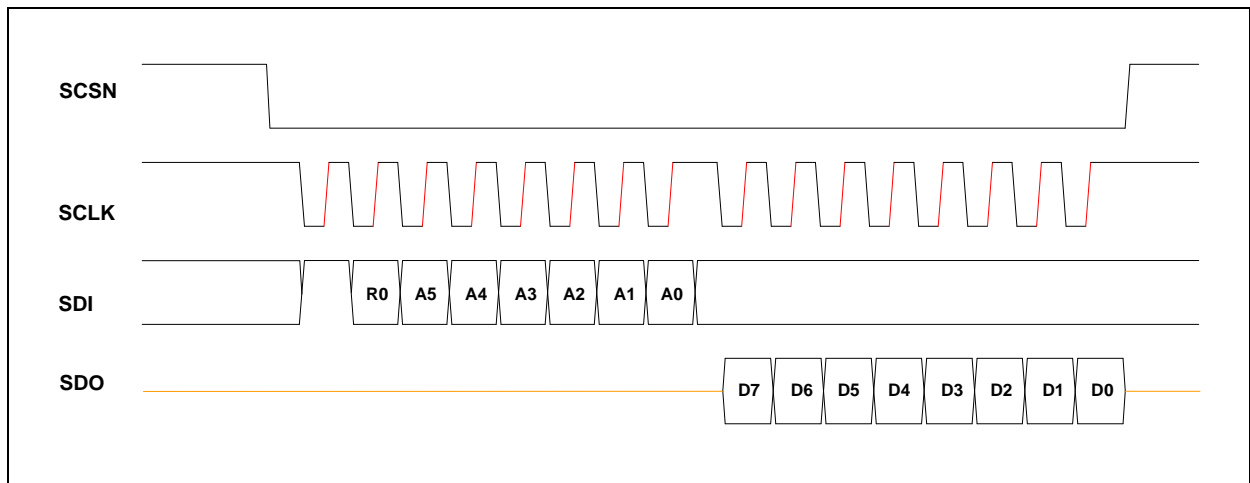 SCSN
SCLK
SDI R0 A5 A4 A3 A2 A1 A0
SDO D7 D6 D5 D4 D3 D2 D1 D0